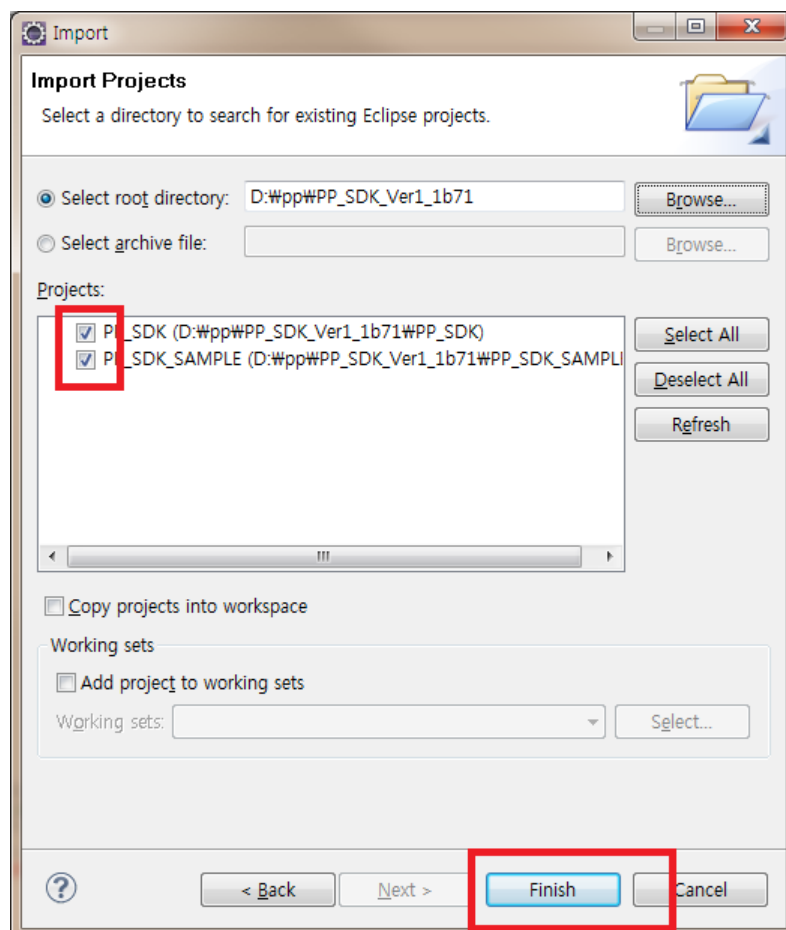 Import
Import Projects
Select a directory to search for existing Eclipse projects.
Select root directory: D:₩pp₩PP_SDK_Ver1_1b71 Browse...
Select archive file: Browse...
Projects:
PP_SDK (D:₩pp₩PP_SDK_Ver1_1b71₩PP_SDK)
PP_SDK_SAMPLE (D:₩pp₩PP_SDK_Ver1_1b71₩PP_SDK_SAMPL
Select All
Deselect All
Refresh
Copy projects into workspace
Working sets
Add project to working sets
Working sets: Select...
? < Back Next > Finish Cancel